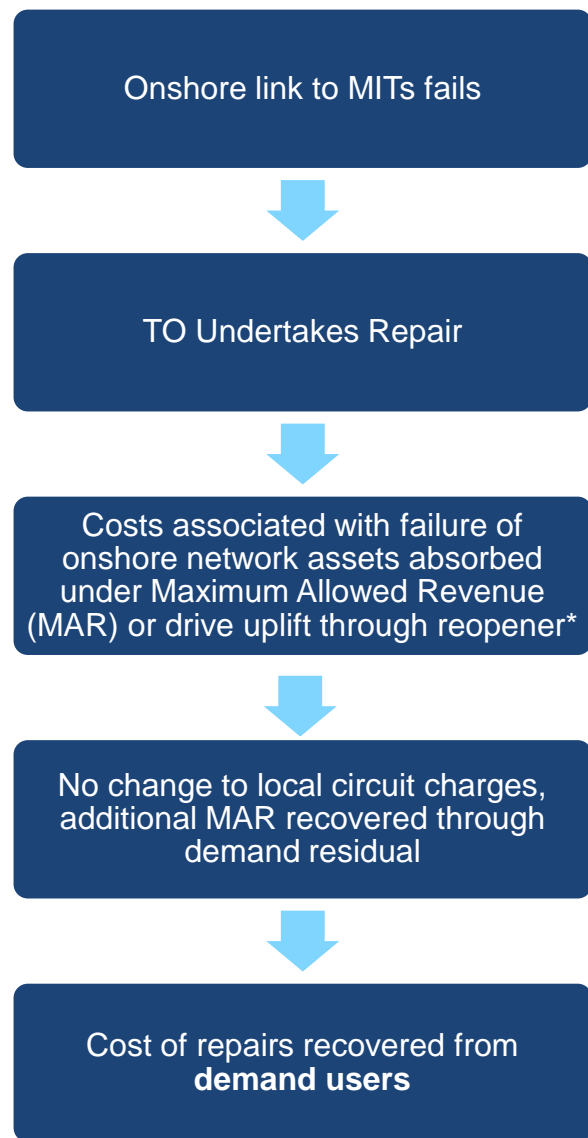 Onshore link to MITs fails
TO Undertakes Repair
Costs associated with failure of
onshore network assets absorbed
under Maximum Allowed Revenue
(MAR) or drive uplift through reopener*
No change to local circuit charges,
additional MAR recovered through
demand residual
Cost of repairs recovered from
demand users